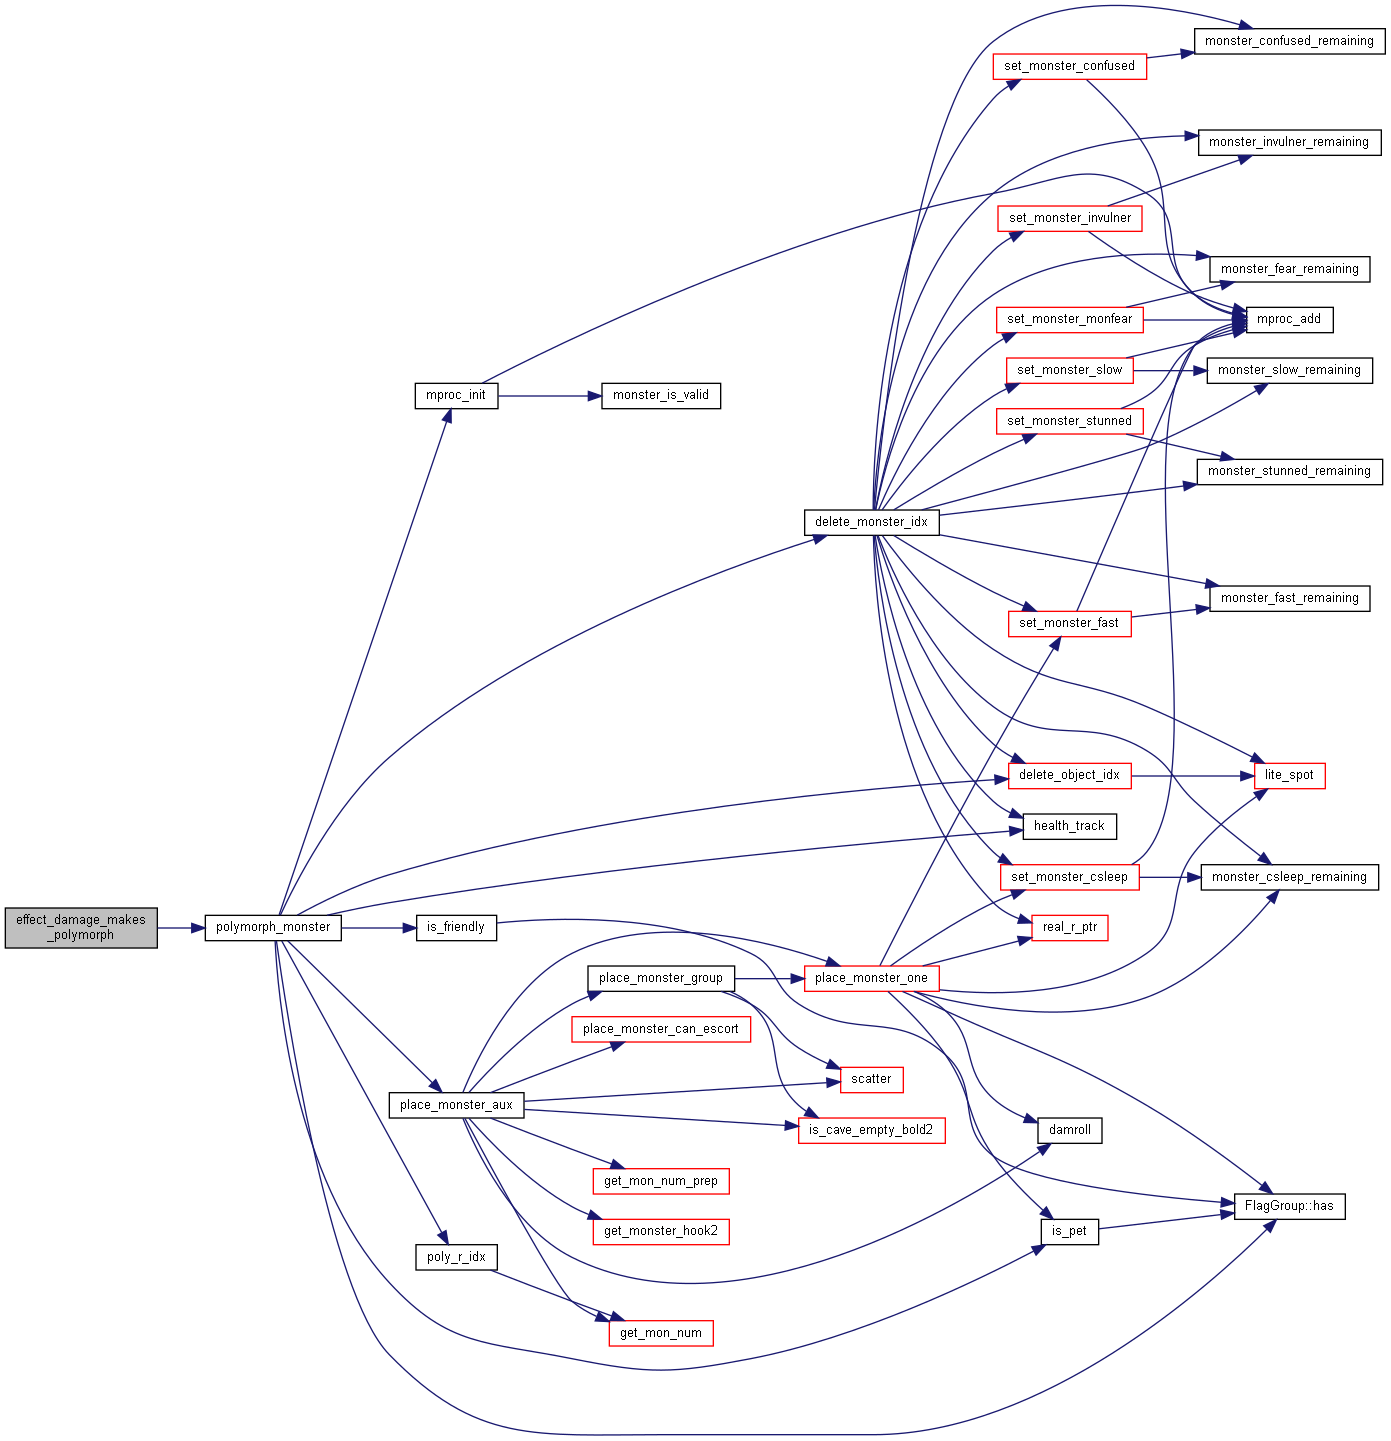 monster_confused_remaining
set_monster_confused
monster_invulner_remaining
set_monster_invulner
monster_fear_remaining
set_monster_monfear
mproc_add
set_monster_slow
monster_slow_remaining
mproc_init
monster_is_valid
set_monster_stunned
monster_stunned_remaining
delete_monster_idx
monster_fast_remaining
set_monster_fast
delete_object_idx
lite_spot
health_track
set_monster_csleep
monster_csleep_remaining
effect_damage_makes
_polymorph
polymorph_monster
is_friendly
real_r_ptr
place_monster_group
place_monster_one
place_monster_can_escort
scatter
place_monster_aux
is_cave_empty_bold2
damroll
get_mon_num_prep
FlagGroup::has
get_monster_hook2
is_pet
poly_r_idx
get_mon_num